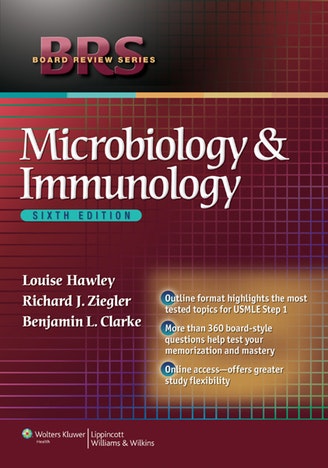 BRS
BOARD REVIEW SERIES
Microbiology &
Immunology
SIXTH EDITION
Louise Hawley
Richard J. Ziegler
Benjamin L. Clarke
Outline format highlights the most
tested topics for USMLE Step 1
More than 360 board-style
questions help test your
memorization and mastery
Online access—offers greater
study flexibility
Wolters Kluwer
Health
Lippincott
Williams & Wilkins